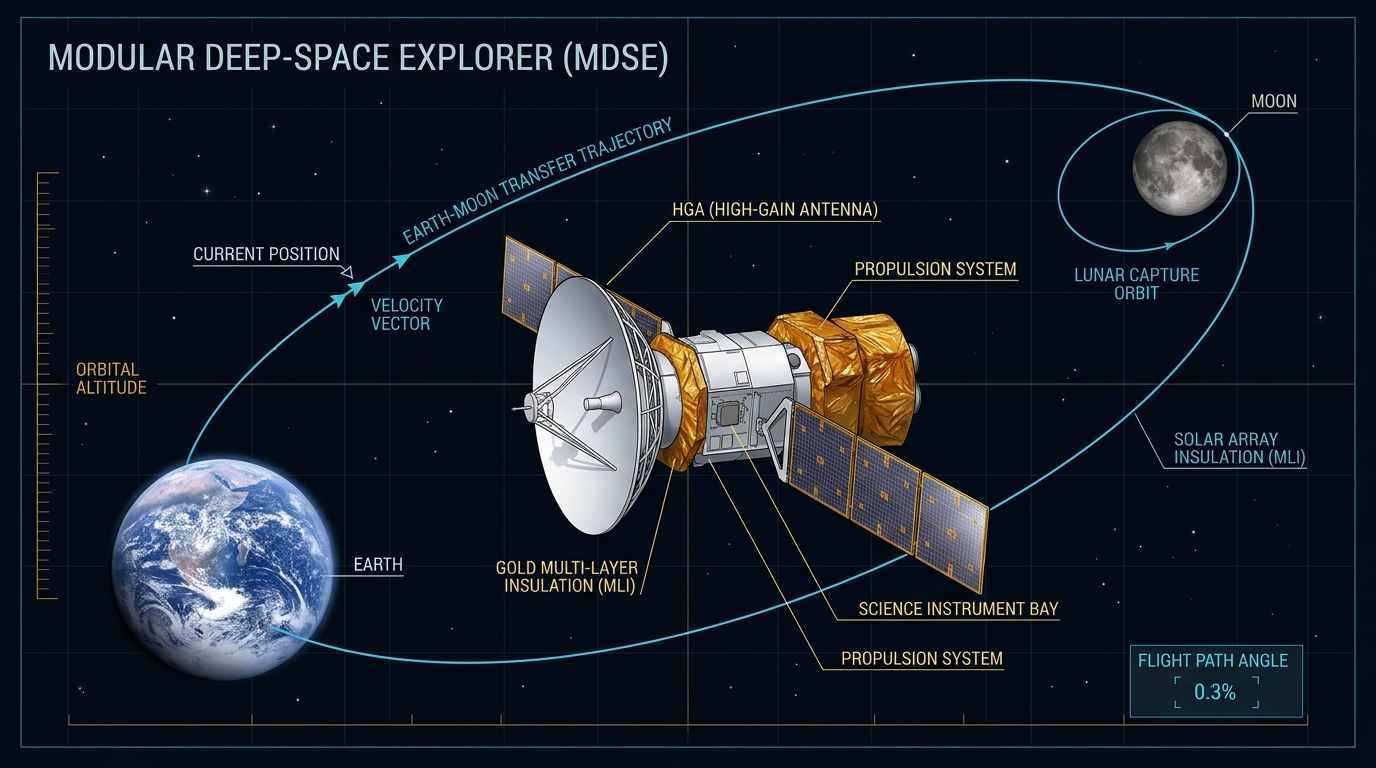 MODULAR DEEP-SPACE EXPLORER (MDSE)
MOON
EARTH-MOON TRANSFER TRAJECTORY
HGA (HIGH-GAIN ANTENNA)
CURRENT POSITION
PROPULSION SYSTEM
LUNAR CAPTURE
ORBIT
VELOCITY
VECTOR
ORBITAL
ALTITUDE
SOLAR ARRAY
INSULATION (MLI)
EARTH
GOLD MULTI-LAYER
INSULATION (MLI)
SCIENCE INSTRUMENT BAY
PROPULSION SYSTEM
FLIGHT PATH ANGLE
0.3%